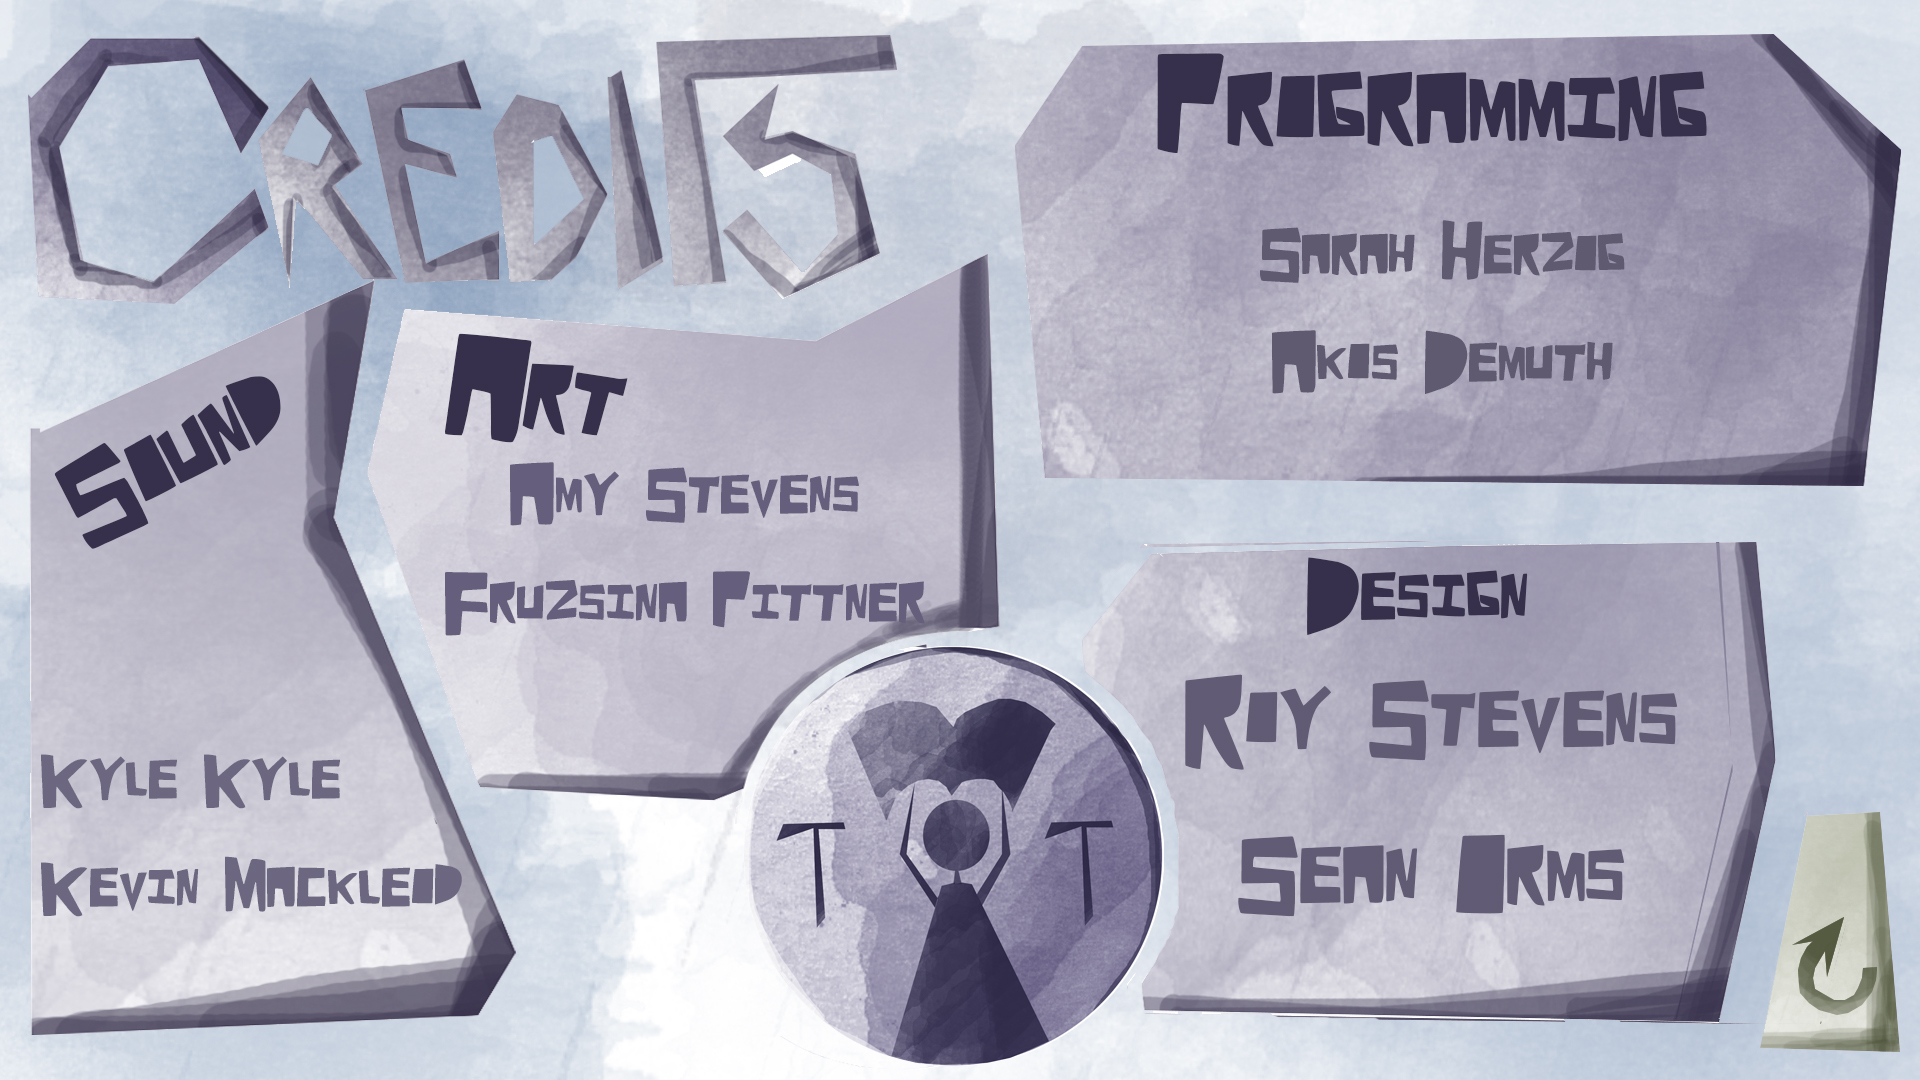 Credits
Programming
Sarah Herzog
Akos Demuth
Sound
Kyle Kyle
Kevin Mackleod
Art
Amy Stevens
Fruzsina Pittner
Design
Roy Stevens
Sean Orms
T T